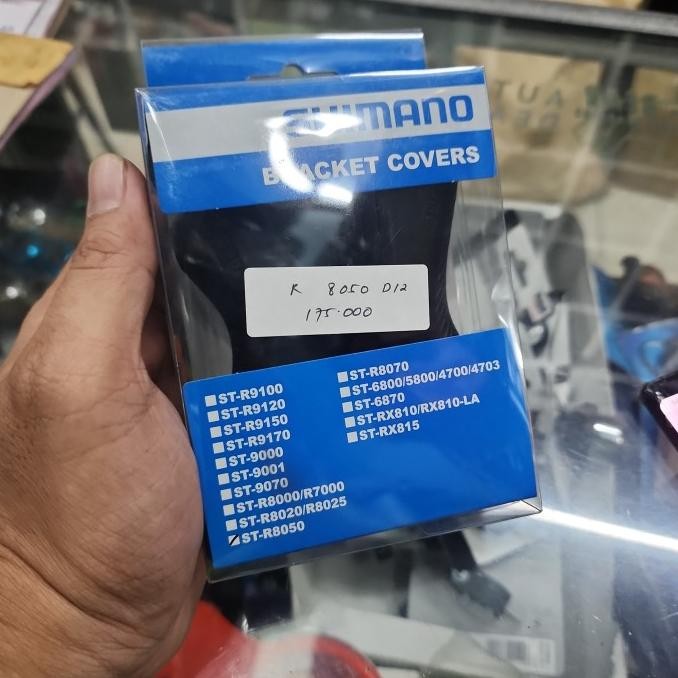 SHIMANO
BRACKET COVERS
R 8050 DI2
175.000
ST-R9100
ST-R9120
ST-R9150
ST-R9170
ST-9000
ST-9001
ST-9070
ST-R8000/R7000
ST-R8020/R8025
ST-R8050
ST-R8070
ST-6800/5800/4700/4703
ST-6870
ST-RX810/RX810-LA
ST-RX815